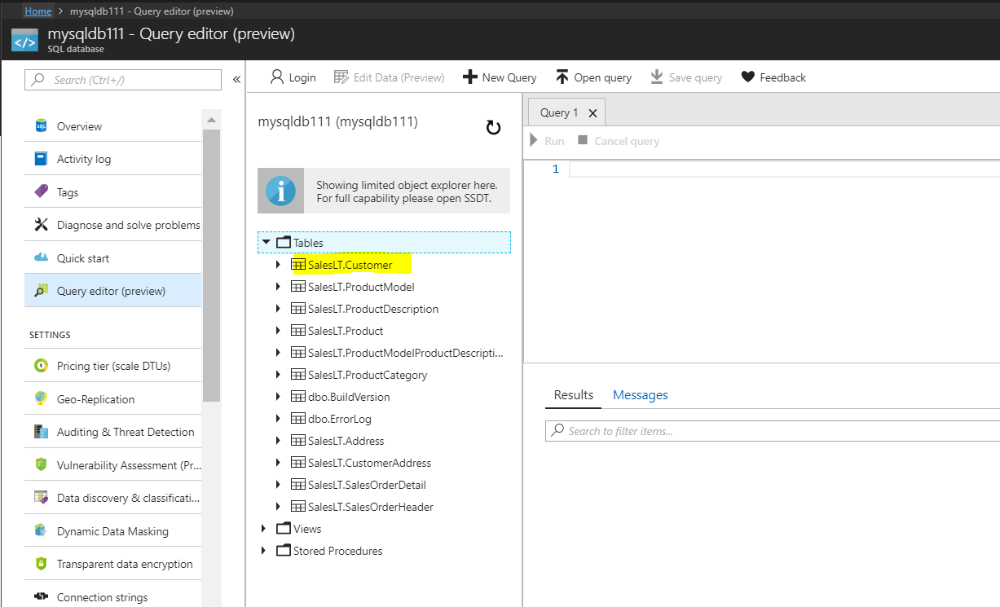 Home > mysqldb111 - Query editor (preview)
mysqldb111 - Query editor (preview)
SQL database
Search (Ctrl+/)
Overview
Activity log
Tags
Diagnose and solve problems
Quick start
Query editor (preview)
SETTINGS
Pricing tier (scale DTUs)
Geo-Replication
Auditing & Threat Detection
Vulnerability Assessment (Pr...
Data discovery & classificati...
Dynamic Data Masking
Transparent data encryption
Connection strings
Login
Edit Data (Preview)
New Query
Open query
Save query
Feedback
mysqldb111 (mysqldb111)
Showing limited object explorer here.
For full capability please open SSDT.
Tables
SalesLT.Customer
SalesLT.ProductModel
SalesLT.ProductDescription
SalesLT.Product
SalesLT.ProductModelProductDescripti...
SalesLT.ProductCategory
dbo.BuildVersion
dbo.ErrorLog
SalesLT.Address
SalesLT.CustomerAddress
SalesLT.SalesOrderDetail
SalesLT.SalesOrderHeader
Views
Stored Procedures
Query 1
Run
Cancel query
1
Results
Messages
Search to filter items...